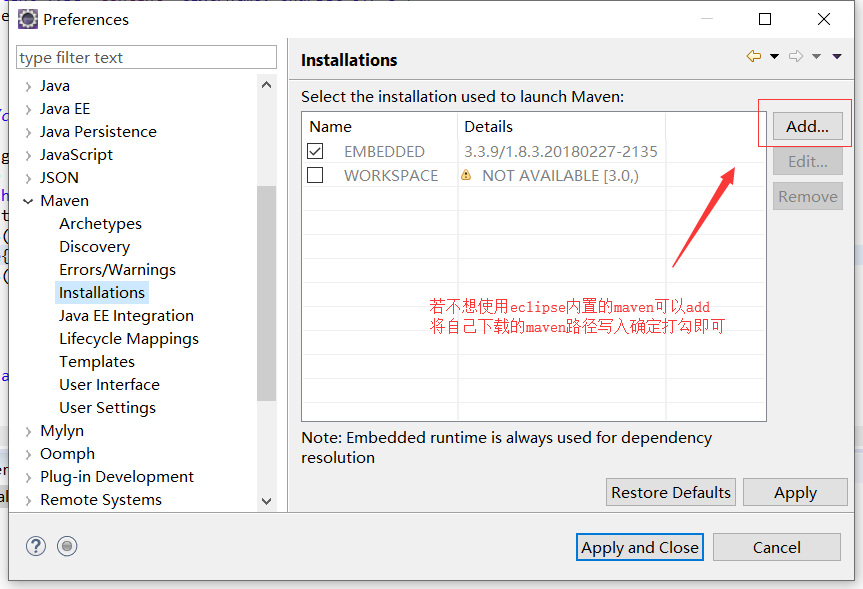 Preferences
type filter text
Java
Java EE
Java Persistence
JavaScript
JSON
Maven
Archetypes
Discovery
Errors/Warnings
Installations
Java EE Integration
Lifecycle Mappings
Templates
User Interface
User Settings
Mylyn
Oomph
Plug-in Development
Remote Systems
Installations
Select the installation used to launch Maven:
Name Details
EMBEDDED 3.3.9/1.8.3.20180227-2135
WORKSPACE NOT AVAILABLE [3.0,)
Add...
Edit...
Remove
若不想使用eclipse内置的maven可以add
将自己下载的maven路径写入确定打勾即可
Note: Embedded runtime is always used for dependency
resolution
Restore Defaults Apply
Apply and Close Cancel